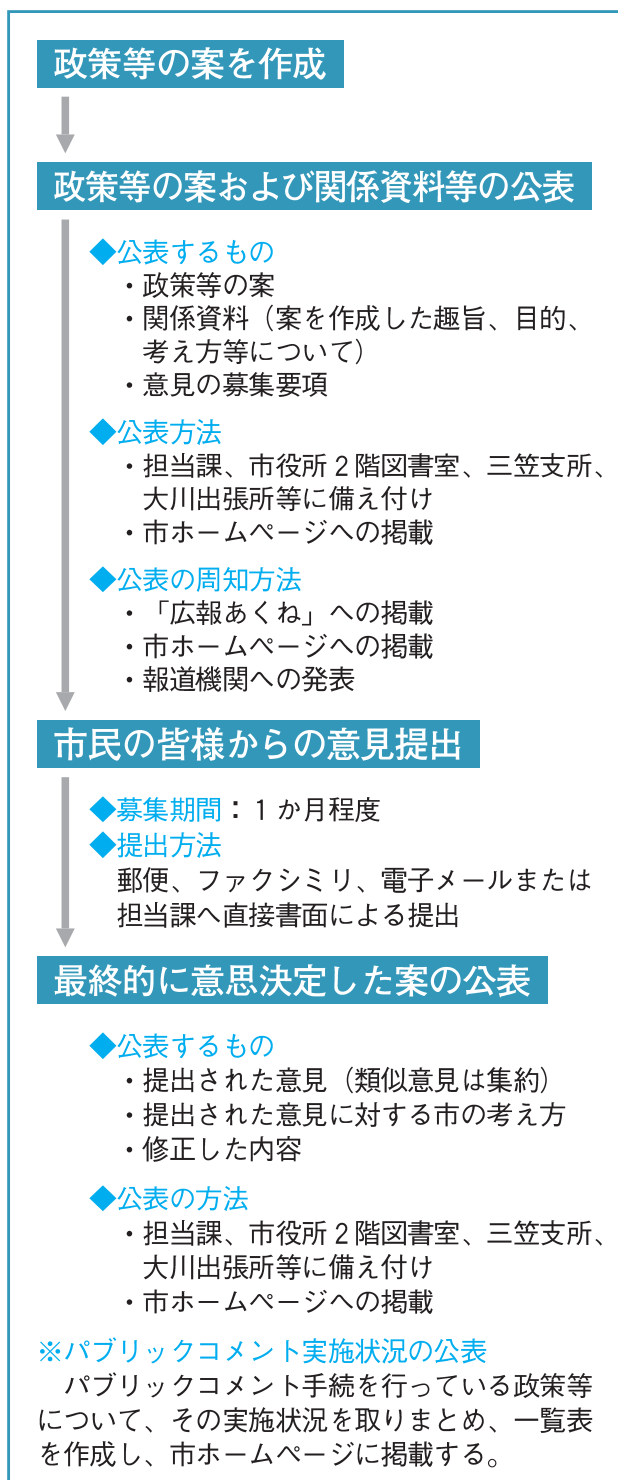 政策等の案を作成
政策等の案および関係資料等の公表
◆公表するもの
・政策等の案
・関係資料（案を作成した趣旨、目的、
考え方等について）
・意見の募集要項
◆公表方法
・担当課、市役所２階図書室、三笠支所、
大川出張所等に備え付け
・市ホームページへの掲載
◆公表の周知方法
・「広報あくね」への掲載
・市ホームページへの掲載
・報道機関への発表
市民の皆様からの意見提出
◆募集期間：１か月程度
◆提出方法
郵便、ファクシミリ、電子メールまたは
担当課へ直接書面による提出
最終的に意思決定した案の公表
◆公表するもの
・提出された意見（類似意見は集約）
・提出された意見に対する市の考え方
・修正した内容
◆公表の方法
・担当課、市役所２階図書室、三笠支所、
大川出張所等に備え付け
・市ホームページへの掲載
※パブリックコメント実施状況の公表
　パブリックコメント手続を行っている政策等
について、その実施状況を取りまとめ、一覧表
を作成し、市ホームページに掲載する。